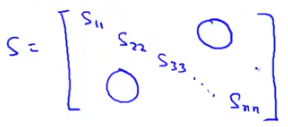 S = [ S₁₁ S₂₂ S₃₃ ⋱ Sₙₙ ] O O